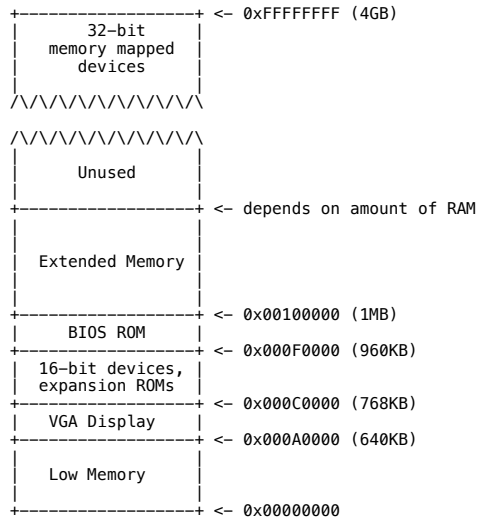 +------------------+ <- 0xFFFFFFFF (4GB)
|      32-bit      |
|  memory mapped   |
|     devices      |
|                  |
/\/\/\/\/\/\/\/\/\/\
/\/\/\/\/\/\/\/\/\/\
|                  |
|      Unused      |
|                  |
+------------------+ <- depends on amount of RAM
|                  |
|                  |
| Extended Memory  |
|                  |
|                  |
+------------------+ <- 0x00100000 (1MB)
|     BIOS ROM     |
+------------------+ <- 0x000F0000 (960KB)
|  16-bit devices, |
|  expansion ROMs  |
+------------------+ <- 0x000C0000 (768KB)
|   VGA Display    |
+------------------+ <- 0x000A0000 (640KB)
|                  |
|    Low Memory    |
|                  |
+------------------+ <- 0x00000000